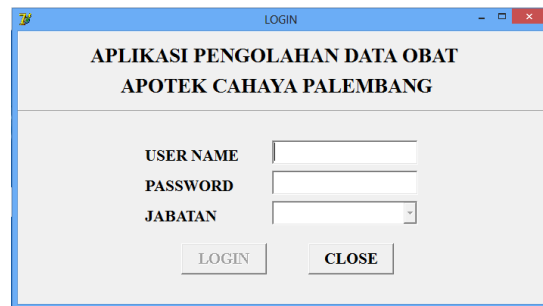 LOGIN
APLIKASI PENGOLAHAN DATA OBAT
APOTEK CAHAYA PALEMBANG
USER NAME
PASSWORD
JABATAN
LOGIN CLOSE